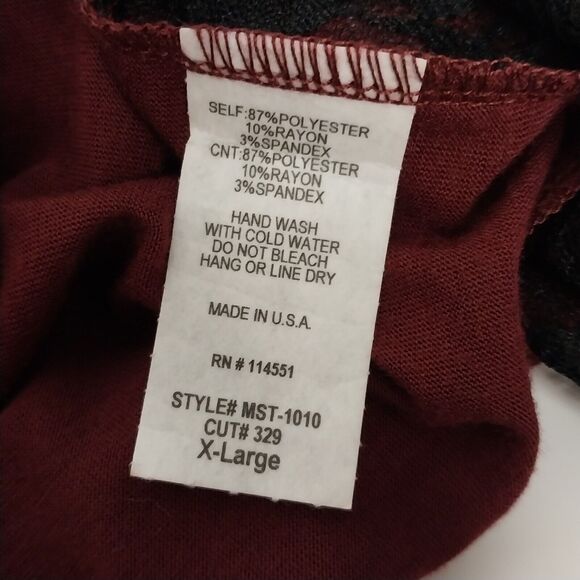 SELF:87%POLYESTER
10%RAYON
3%SPANDEX
CNT:87%POLYESTER
10%RAYON
3%SPANDEX
HAND WASH
WITH COLD WATER
DO NOT BLEACH
HANG OR LINE DRY
MADE IN U.S.A.
RN # 114551
STYLE# MST-1010
CUT# 329
X-Large